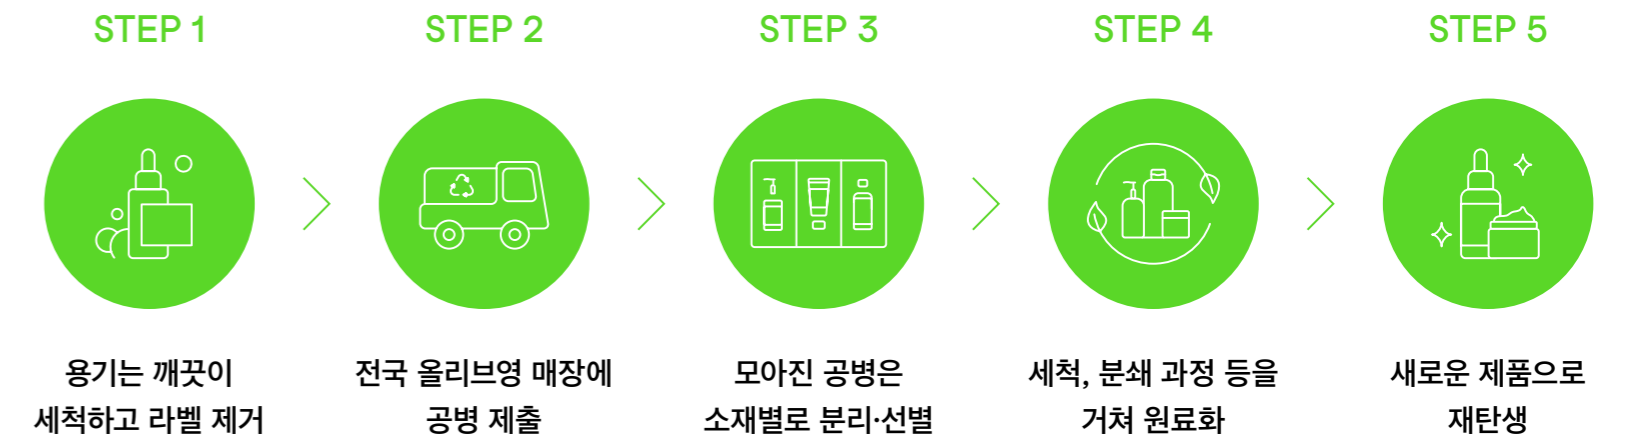 STEP 1
용기는 깨끗이
세척하고 라벨 제거
STEP 2
전국 올리브영 매장에
공병 제출
STEP 3
모아진 공병은
소재별로 분리·선별
STEP 4
세척, 분쇄 과정 등을
거쳐 원료화
STEP 5
새로운 제품으로
재탄생